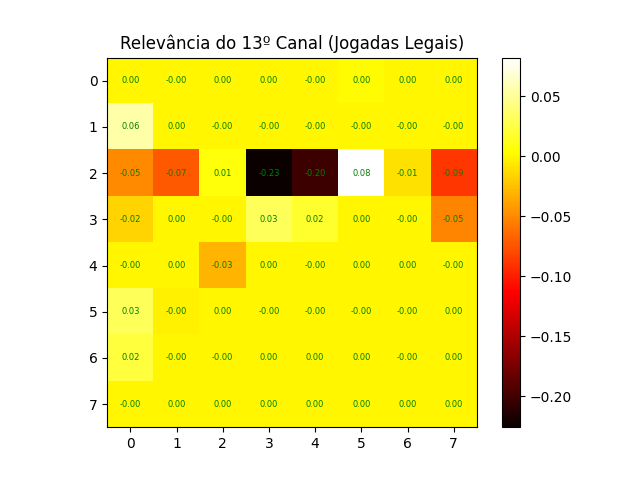 Relevância do 13º Canal (Jogadas Legais)
0 0.00 -0.00 0.00 0.00 -0.00 0.00 0.00 0.00
1 0.06 0.00 -0.00 -0.00 -0.00 -0.00 -0.00 -0.00
2 -0.05 -0.07 0.01 -0.23 -0.20 0.08 -0.01 -0.09
3 -0.02 0.00 -0.00 0.03 0.02 0.00 -0.00 -0.05
4 -0.00 0.00 -0.03 0.00 -0.00 0.00 0.00 -0.00
5 0.03 -0.00 0.00 -0.00 -0.00 0.00 -0.00 0.00
6 0.02 -0.00 -0.00 0.00 0.00 0.00 -0.00 0.00
7 -0.00 0.00 0.00 0.00 0.00 0.00 0.00 0.00
0 1 2 3 4 5 6 7
0.05
0.00
−0.05
−0.10
−0.15
−0.20